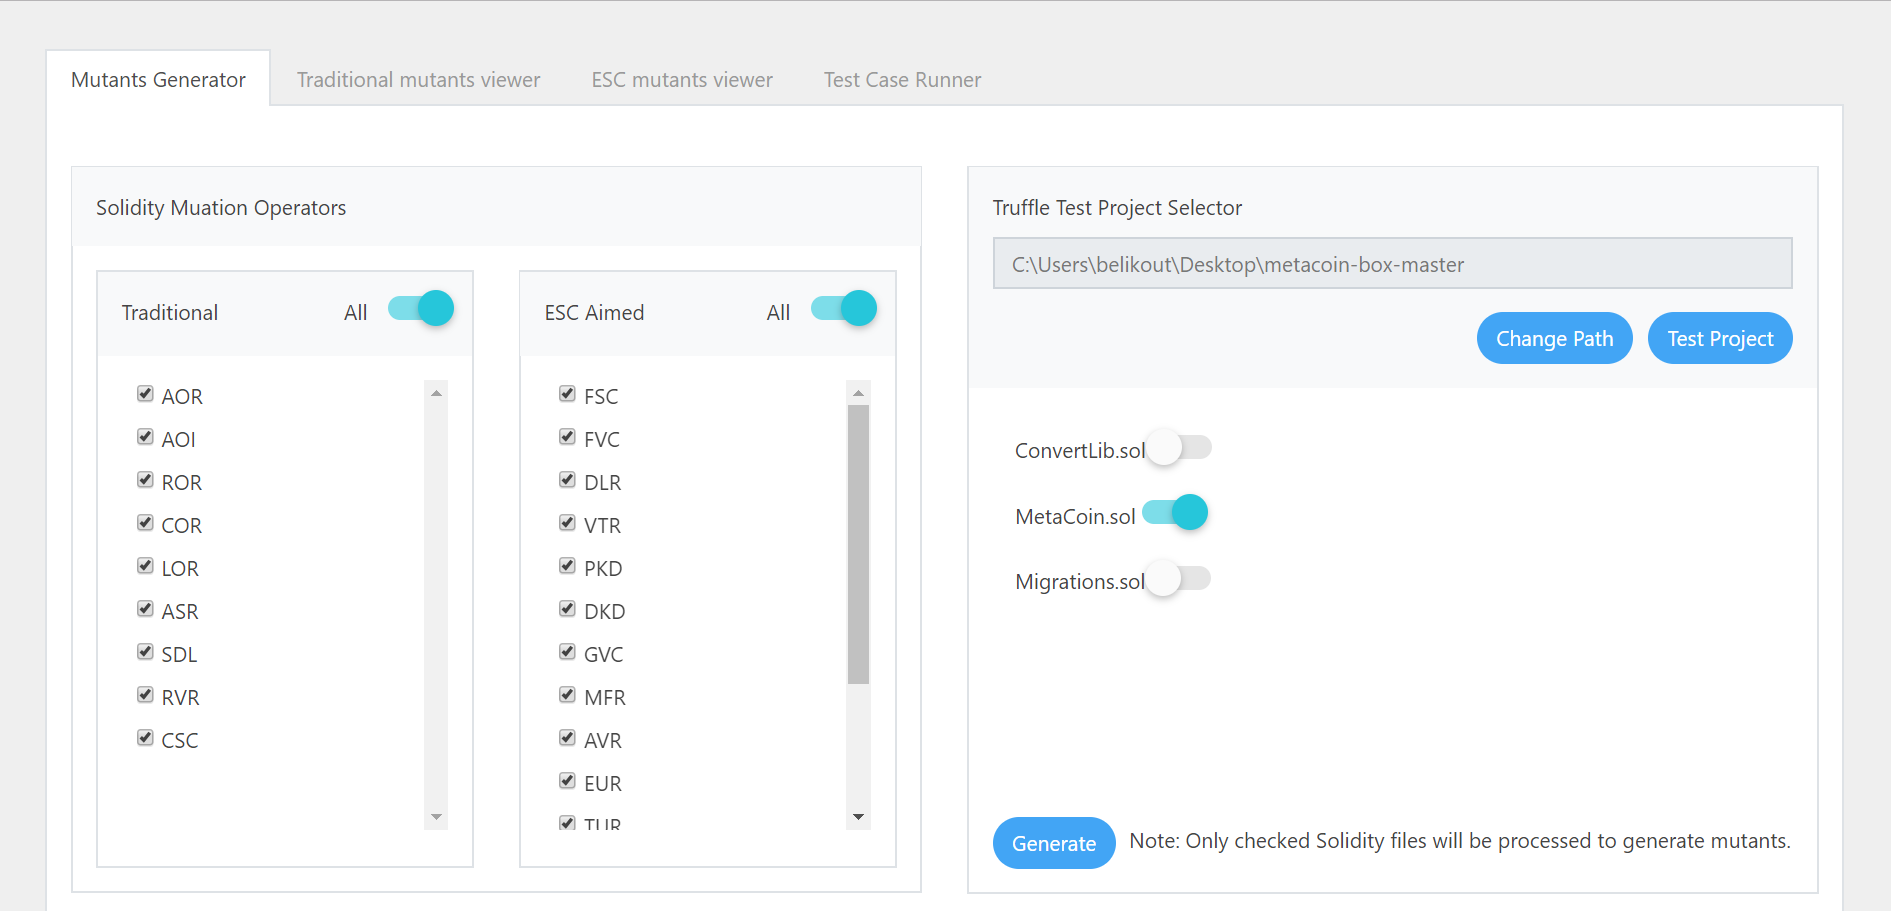 Mutants Generator
Traditional mutants viewer
ESC mutants viewer
Test Case Runner
Solidity Muation Operators
Traditional
All
AOR
AOI
ROR
COR
LOR
ASR
SDL
RVR
CSC
ESC Aimed
All
FSC
FVC
DLR
VTR
PKD
DKD
GVC
MFR
AVR
EUR
TUR
Truffle Test Project Selector
C:\Users\belikout\Desktop\metacoin-box-master
Change Path
Test Project
ConvertLib.sol
MetaCoin.sol
Migrations.sol
Generate
Note: Only checked Solidity files will be processed to generate mutants.